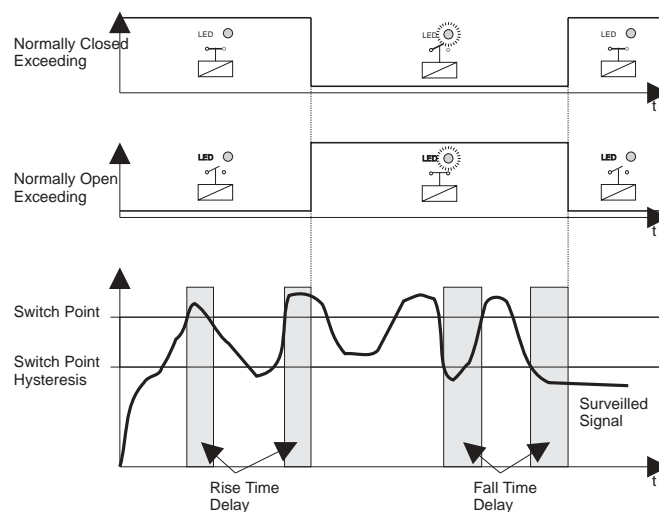 LED
LED
LED
Normally Closed
Exceeding
t
LED
LED
LED
Normally Open
Exceeding
t
Switch Point
Switch Point
Hysteresis
Surveilled
Signal
t
Rise Time
Delay
Fall Time
Delay